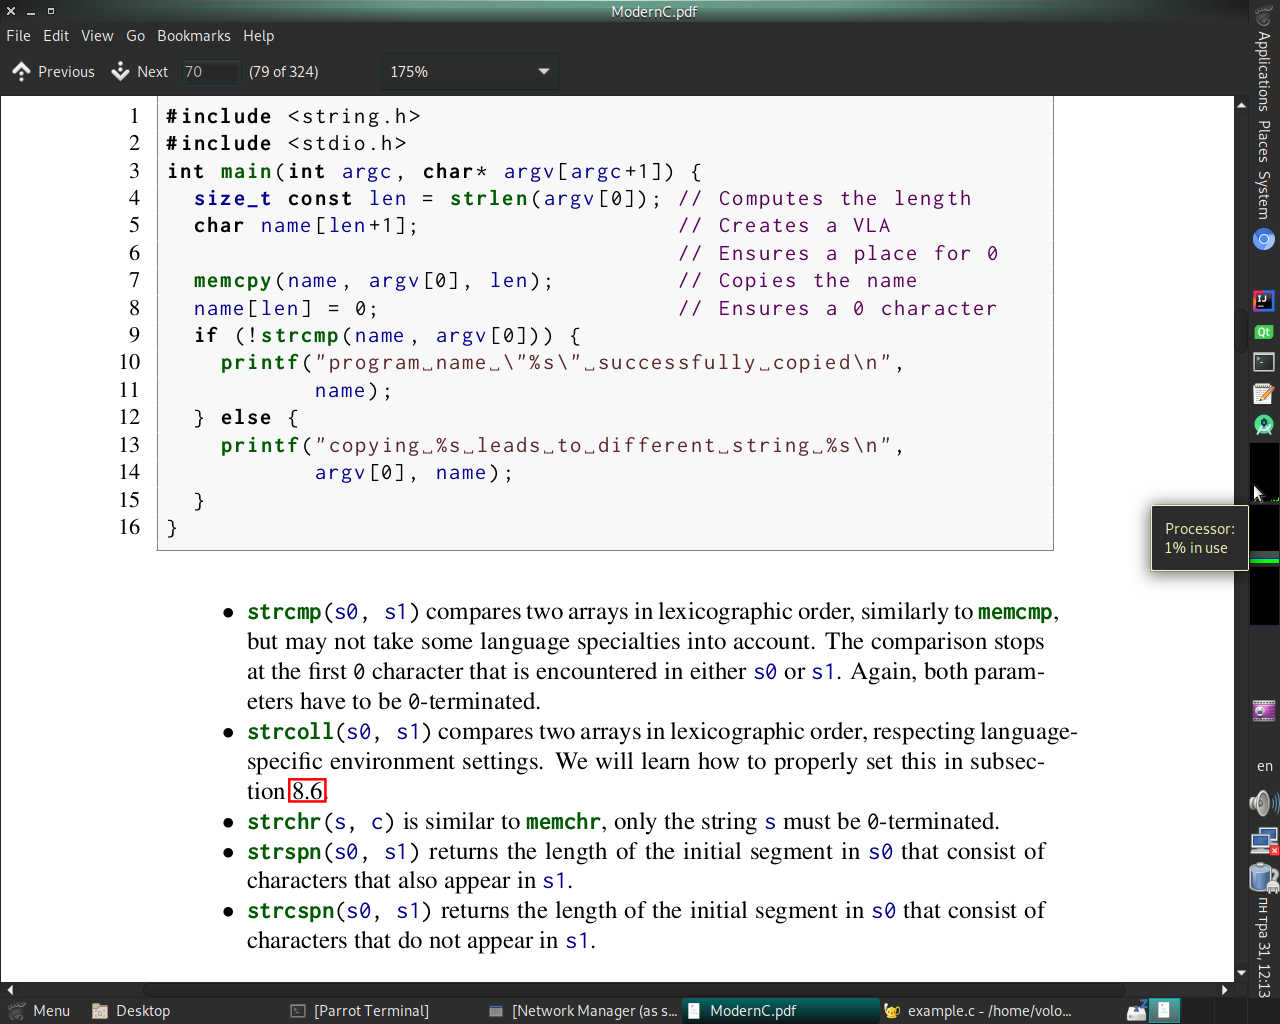 ModernC.pdf
File Edit View Go Bookmarks Help
Previous Next 70 (79 of 324) 175%
1 #include <string.h>
2 #include <stdio.h>
3 int main(int argc, char* argv[argc+1]) {
4 size_t const len = strlen(argv[0]); // Computes the length
5 char name[len+1]; // Creates a VLA
6 // Ensures a place for 0
7 memcpy(name, argv[0], len); // Copies the name
8 name[len] = 0; // Ensures a 0 character
9 if (!strcmp(name, argv[0])) {
10 printf("program␣name␣\"%s\"␣successfully␣copied\n",
11 name);
12 } else {
13 printf("copying␣%s␣leads␣to␣different␣string␣%s\n",
14 argv[0], name);
15 }
16 }
• strcmp(s0, s1) compares two arrays in lexicographic order, similarly to memcmp,
but may not take some language specialties into account. The comparison stops
at the first 0 character that is encountered in either s0 or s1. Again, both param-
eters have to be 0-terminated.
• strcoll(s0, s1) compares two arrays in lexicographic order, respecting language-
specific environment settings. We will learn how to properly set this in subsec-
tion 8.6.
• strchr(s, c) is similar to memchr, only the string s must be 0-terminated.
• strspn(s0, s1) returns the length of the initial segment in s0 that consist of
characters that also appear in s1.
• strcspn(s0, s1) returns the length of the initial segment in s0 that consist of
characters that do not appear in s1.
Applications Places System
IJ
Qt
Processor:
1% in use
en
пн тра 31, 12:13
Menu Desktop [Parrot Terminal] [Network Manager (as s... ModernC.pdf example.c - /home/volo...